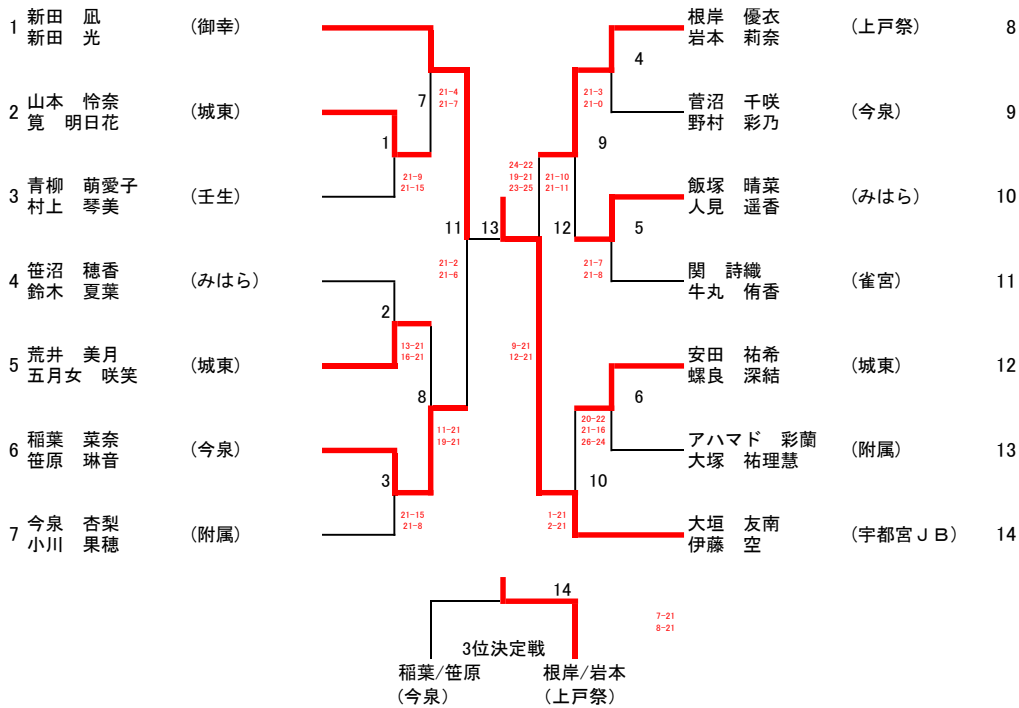 1 新田 凪 (御幸)
新田 光
2 山本 怜奈 (城東)
筧 明日花
3 青柳 萌愛子 (壬生)
村上 琴美
4 笹沼 穂香 (みはら)
鈴木 夏葉
5 荒井 美月 (城東)
五月女 咲笑
6 稲葉 菜奈 (今泉)
笹原 琳音
7 今泉 杏梨 (附属)
小川 果穂
7
21-4
21-7
1
21-9
21-15
11
21-2
21-6
2
13-21
16-21
8
11-21
19-21
3
21-15
21-8
13
24-22
19-21
23-25
9-21
12-21
根岸 優衣 (上戸祭) 8
岩本 莉奈
菅沼 千咲 (今泉) 9
野村 彩乃
飯塚 晴菜 (みはら) 10
人見 遥香
関 詩織 (雀宮) 11
牛丸 侑香
安田 祐希 (城東) 12
螺良 深結
アハマド 彩蘭 (附属) 13
大塚 祐理慧
大垣 友南 (宇都宮JB) 14
伊藤 空
4
21-3
21-0
9
21-10
21-11
12
5
21-7
21-8
6
20-22
21-16
26-24
10
1-21
2-21
14
7-21
8-21
3位決定戦
稲葉/笹原 根岸/岩本
(今泉) (上戸祭)